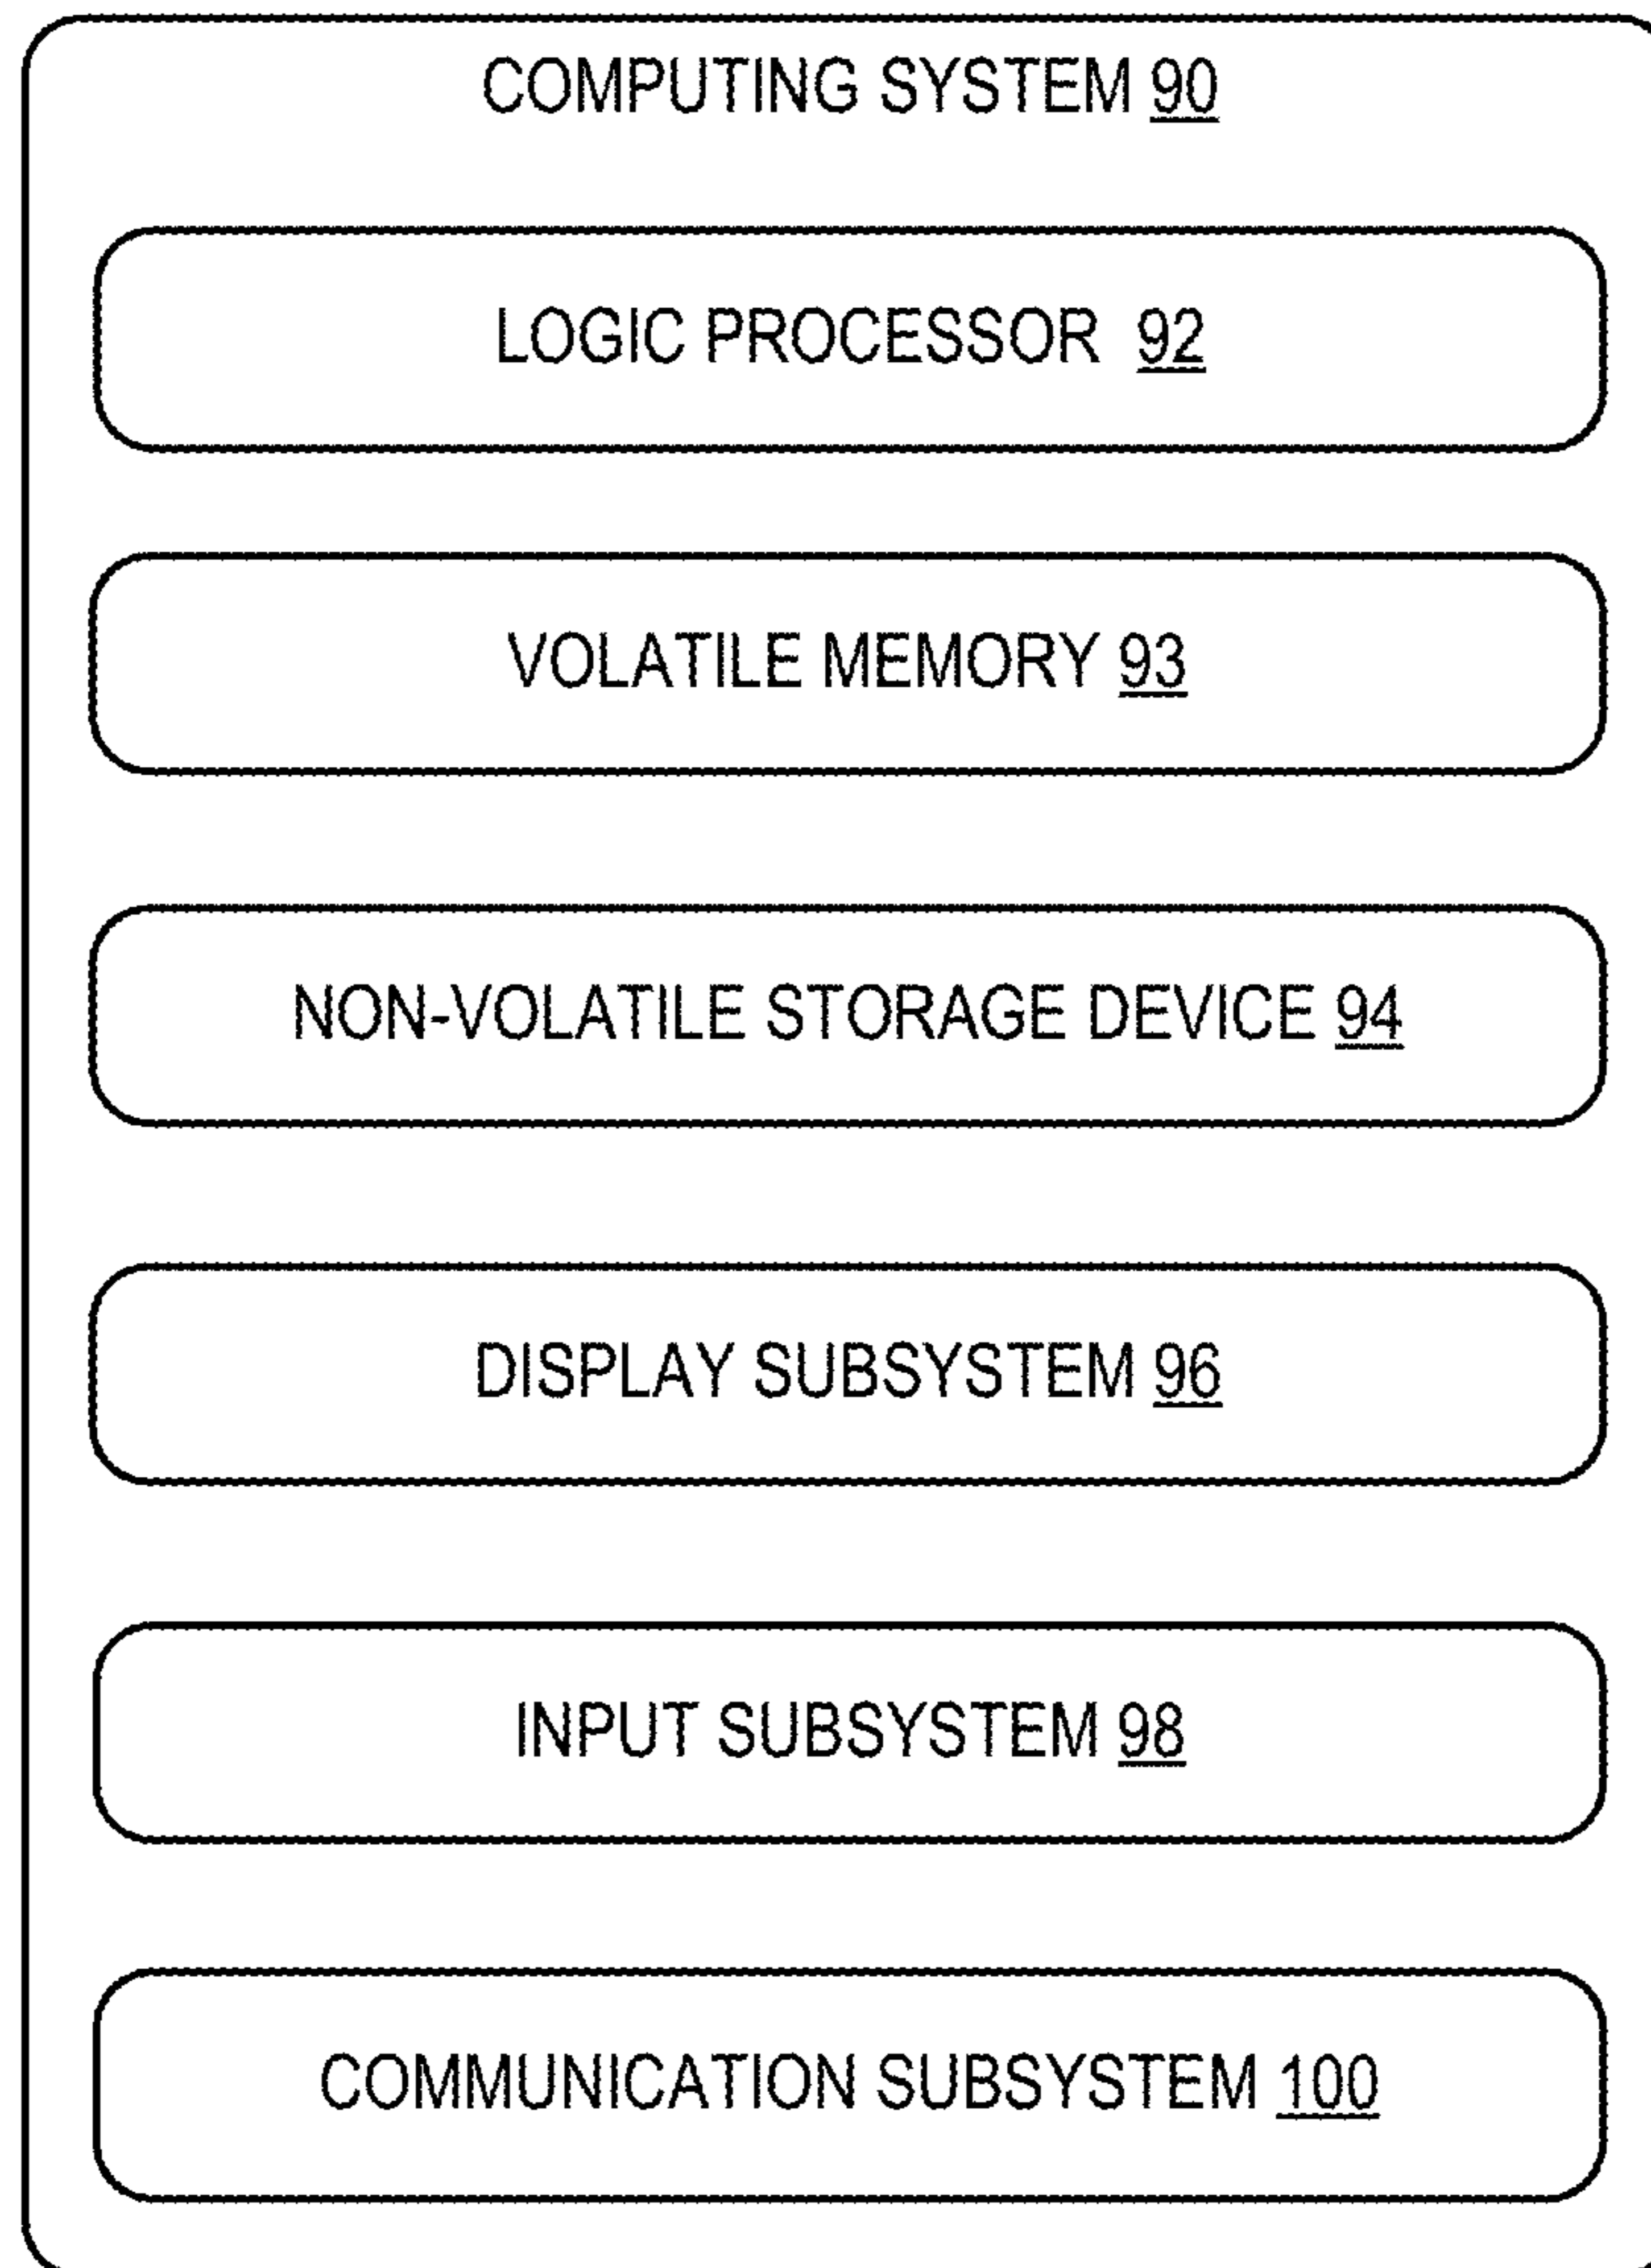 COMPUTING SYSTEM 90
LOGIC PROCESSOR 92
VOLATILE MEMORY 93
NON-VOLATILE STORAGE DEVICE 94
DISPLAY SUBSYSTEM 96
INPUT SUBSYSTEM 98
COMMUNICATION SUBSYSTEM 100